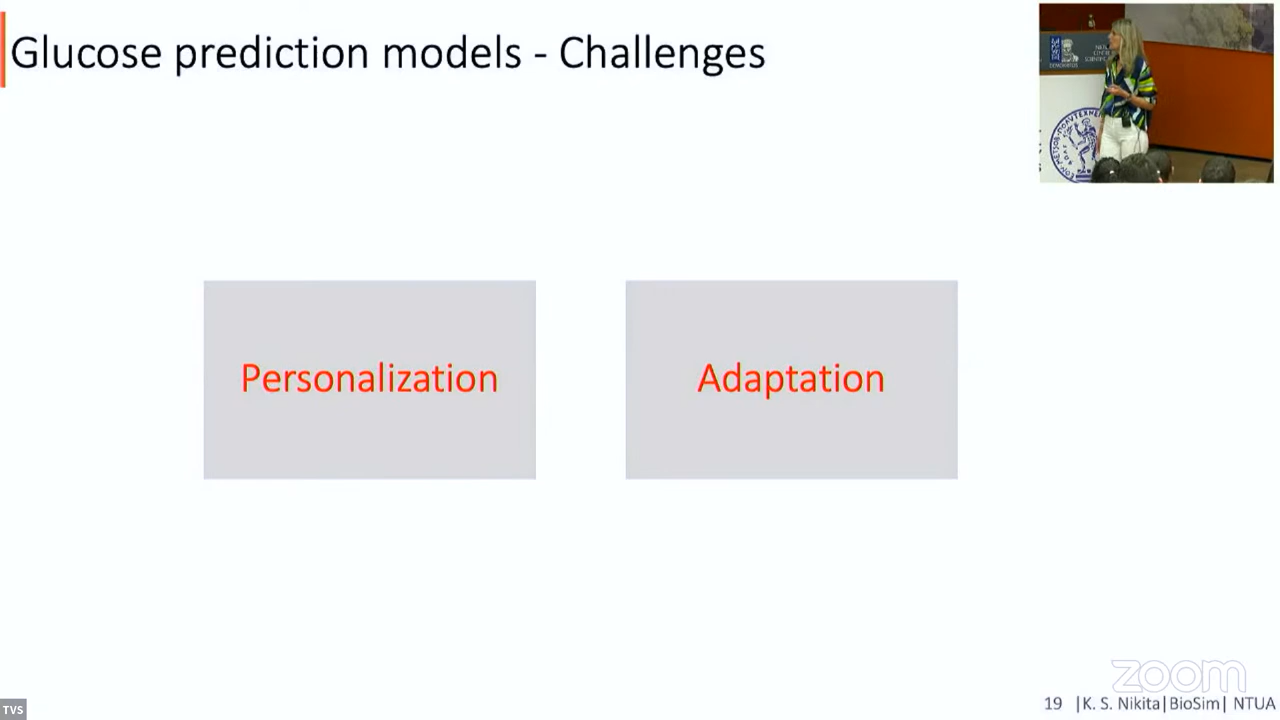 Glucose prediction models - Challenges
Personalization
Adaptation
zoom
19 |K. S. Nikita|BioSim| NTUA
TVS